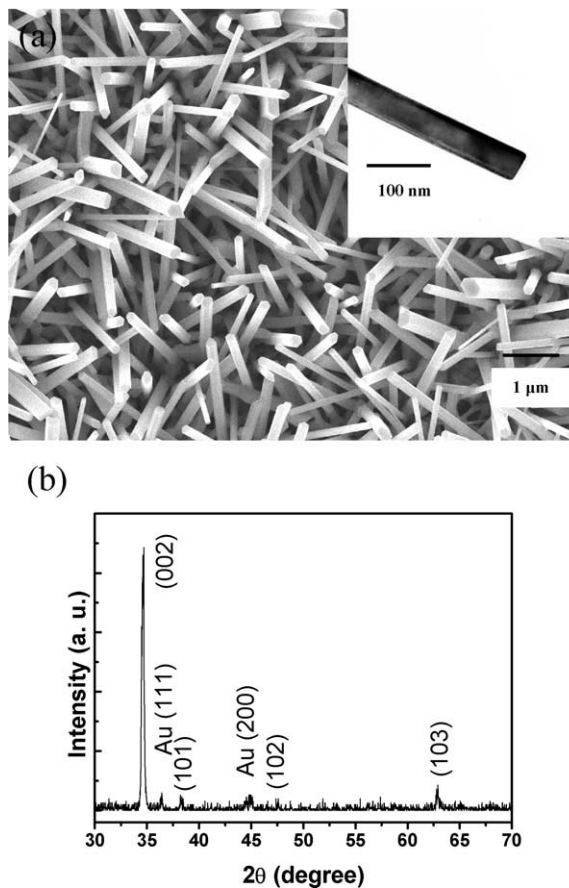 (a)
100 nm
1 μm
(b)
Intensity (a. u.)
(002)
Au (111)
(101)
Au (200)
(102)
(103)
30 35 40 45 50 55 60 65 70
2θ (degree)